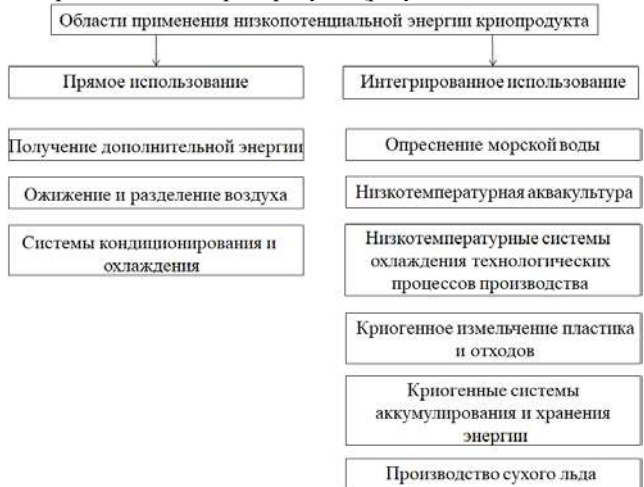 Области применения низкопотенциальной энергии криопродукта
Прямое использование
Интегрированное использование
Получение дополнительной энергии
Ожижение и разделение воздуха
Системы кондиционирования и
охлаждения
Опреснение морской воды
Низкотемпературная аквакультура
Низкотемпературные системы
охлаждения технологических
процессов производства
Криогенное измельчение пластика
и отходов
Криогенные системы
аккумулирования и хранения
энергии
Производство сухого льда